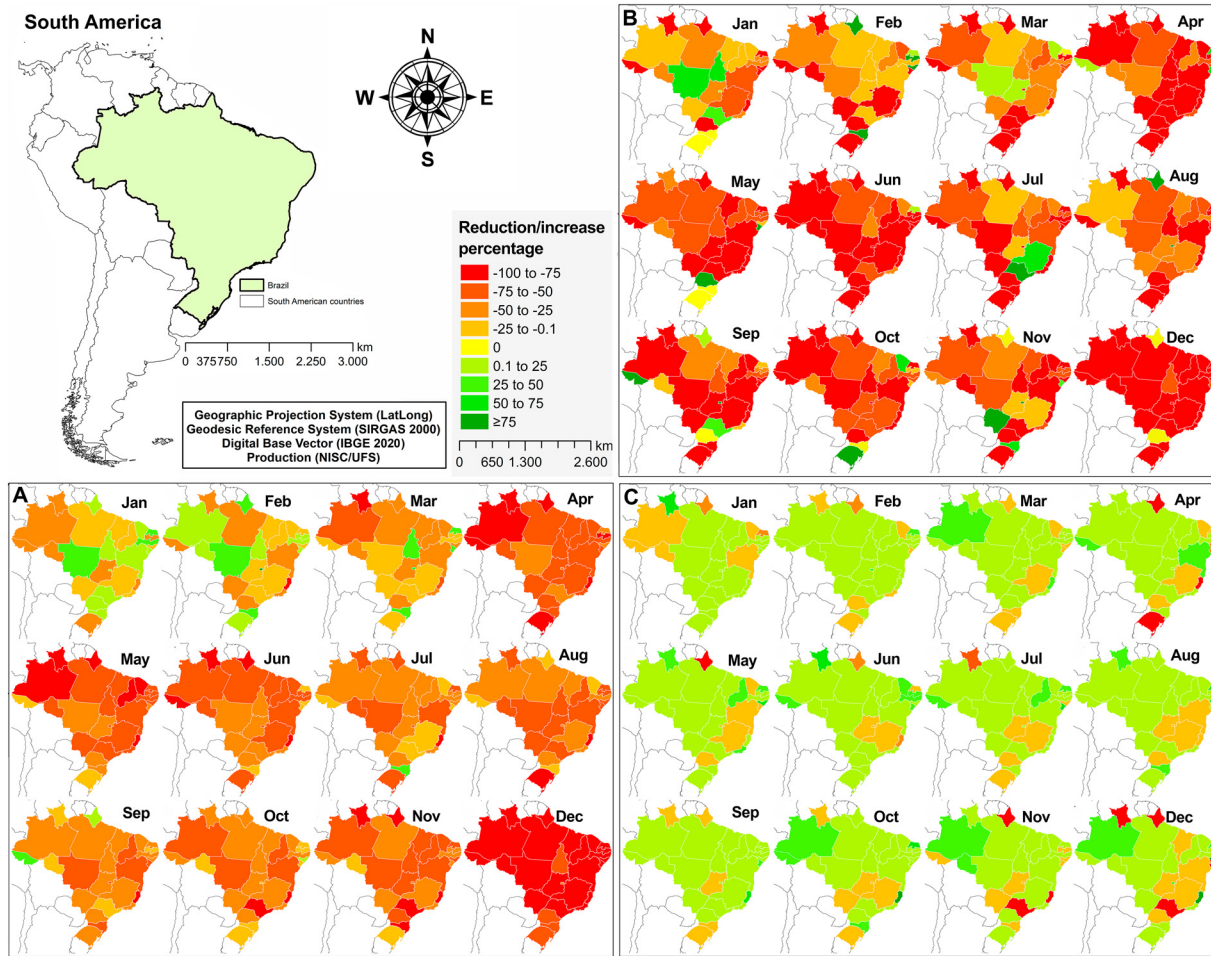 South America
N
W
E
S
Brazil
South American countries
km
0 375750 1.500 2.250 3.000
Geographic Projection System (LatLong)
Geodesic Reference System (SIRGAS 2000)
Digital Base Vector (IBGE 2020)
Production (NISC/UFS)
Reduction/increase
percentage
-100 to -75
-75 to -50
-50 to -25
-25 to -0.1
0
0.1 to 25
25 to 50
50 to 75
≥75
km
0 650 1.300 2.600
B
Jan
Feb
Mar
Apr
May
Jun
Jul
Aug
Sep
Oct
Nov
Dec
A
Jan
Feb
Mar
Apr
May
Jun
Jul
Aug
Sep
Oct
Nov
Dec
C
Jan
Feb
Mar
Apr
May
Jun
Jul
Aug
Sep
Oct
Nov
Dec